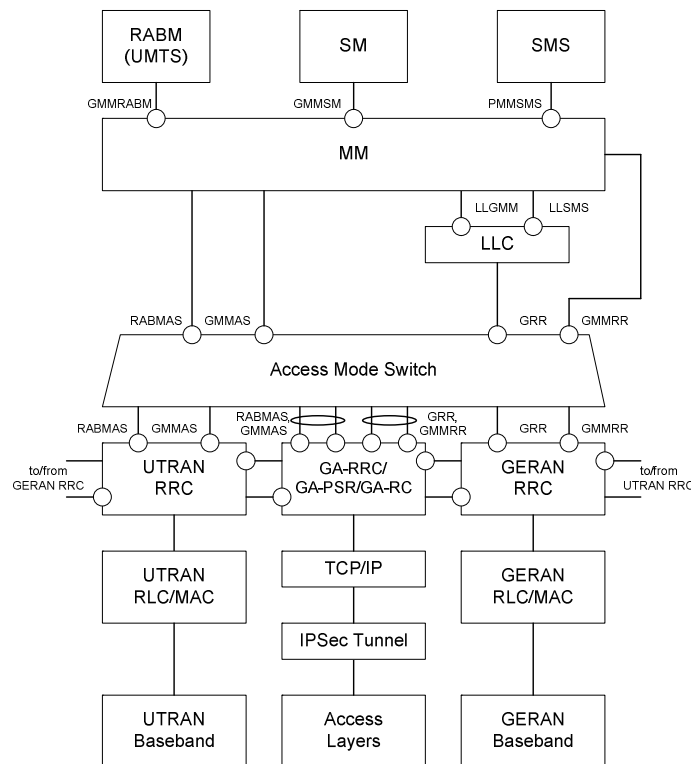 RABM
(UMTS)
SM
SMS
GMMRABM
GMMSM
PMMSMS
MM
LLGMM
LLSMS
LLC
RABMAS
GMMAS
GRR
GMMRR
Access Mode Switch
RABMAS
GMMAS
RABMAS,
GMMAS
GRR,
GMMRR
GRR
GMMRR
to/from
GERAN RRC
UTRAN
RRC
GA-RRC/
GA-PSR/GA-RC
GERAN
RRC
to/from
UTRAN RRC
UTRAN
RLC/MAC
TCP/IP
GERAN
RLC/MAC
IPSec Tunnel
UTRAN
Baseband
Access
Layers
GERAN
Baseband